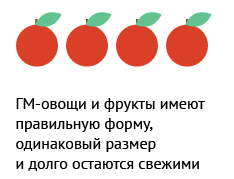 ГМ-овощи и фрукты имеют
правильную форму,
одинаковый размер
и долго остаются свежими